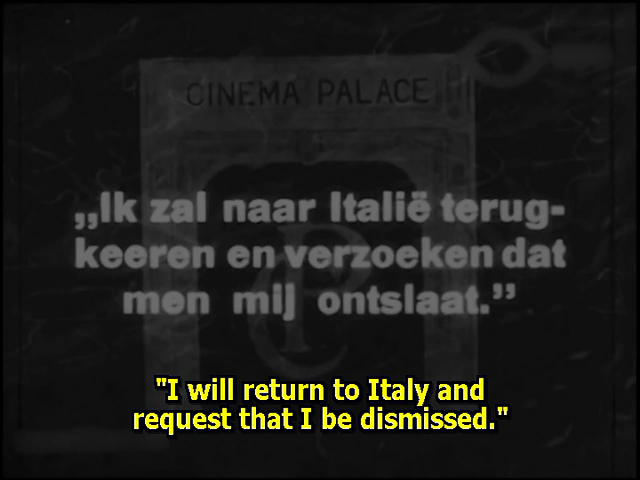 CINEMA PALACE
„Ik zal naar Italië terug-
keeren en verzoeken dat
men mij ontslaat.”
CP
"I will return to Italy and
request that I be dismissed."